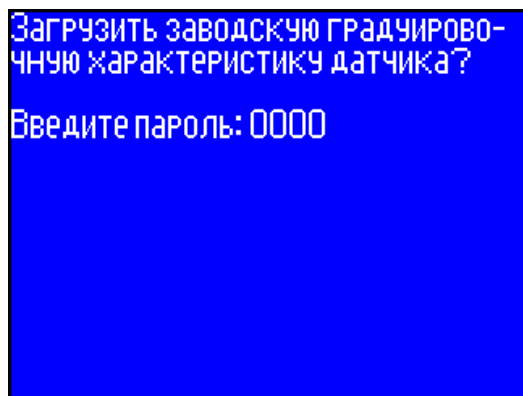 Загрузить заводскую градуирово-
чную характеристику датчика?
Введите пароль: 0000